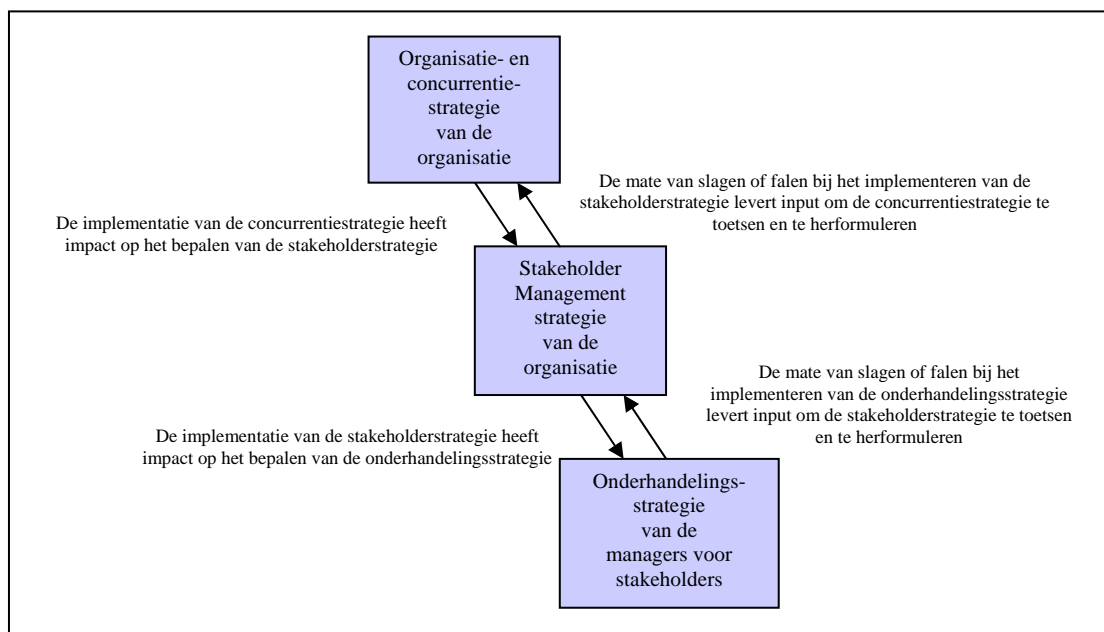 Organisatie- en
concurrentie-
strategie
van de
organisatie
De mate van slagen of falen bij het implementeren van de
stakeholderstrategie levert input om de concurrentiestrategie te
toetsen en te herformuleren
De implementatie van de concurrentiestrategie heeft
impact op het bepalen van de stakeholderstrategie
Stakeholder
Management
strategie
van de
organisatie
De mate van slagen of falen bij het
implementeren van de onderhandelingsstrategie
levert input om de stakeholderstrategie te toetsen
en te herformuleren
De implementatie van de stakeholderstrategie heeft
impact op het bepalen van de onderhandelingsstrategie
Onderhandelings-
strategie
van de
managers voor
stakeholders